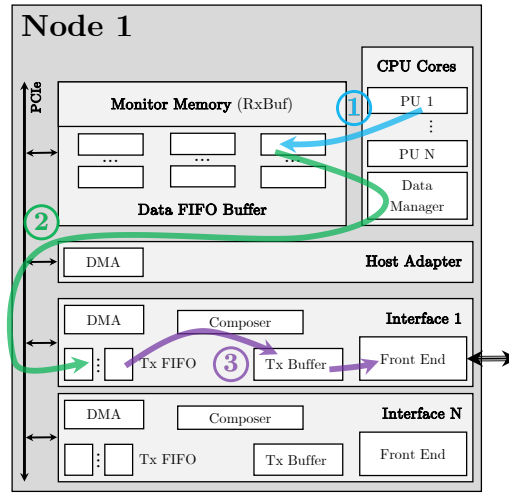 Node 1
PCIe
CPU Cores
PU 1
⋮
PU N
Data
Manager
Monitor Memory (RxBuf)
1
...
...
...
Data FIFO Buffer
2
DMA
Host Adapter
Interface 1
DMA
Composer
⋮
Tx FIFO
3
Tx Buffer
Front End
Interface N
DMA
Composer
⋮
Tx FIFO
Tx Buffer
Front End